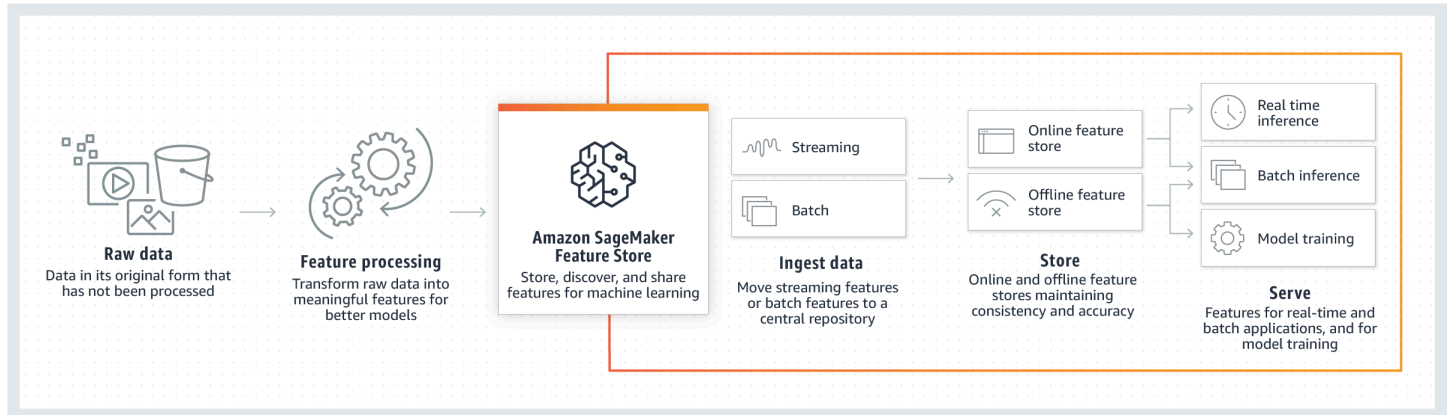 Raw data
Data in its original form that
has not been processed
Feature processing
Transform raw data into
meaningful features for
better models
Amazon SageMaker
Feature Store
Store, discover, and share
features for machine learning
Streaming
Batch
Ingest data
Move streaming features
or batch features to a
central repository
Online feature
store
Offline feature
store
Store
Online and offline feature
stores maintaining
consistency and accuracy
Real time
inference
Batch inference
Model training
Serve
Features for real-time and
batch applications, and for
model training